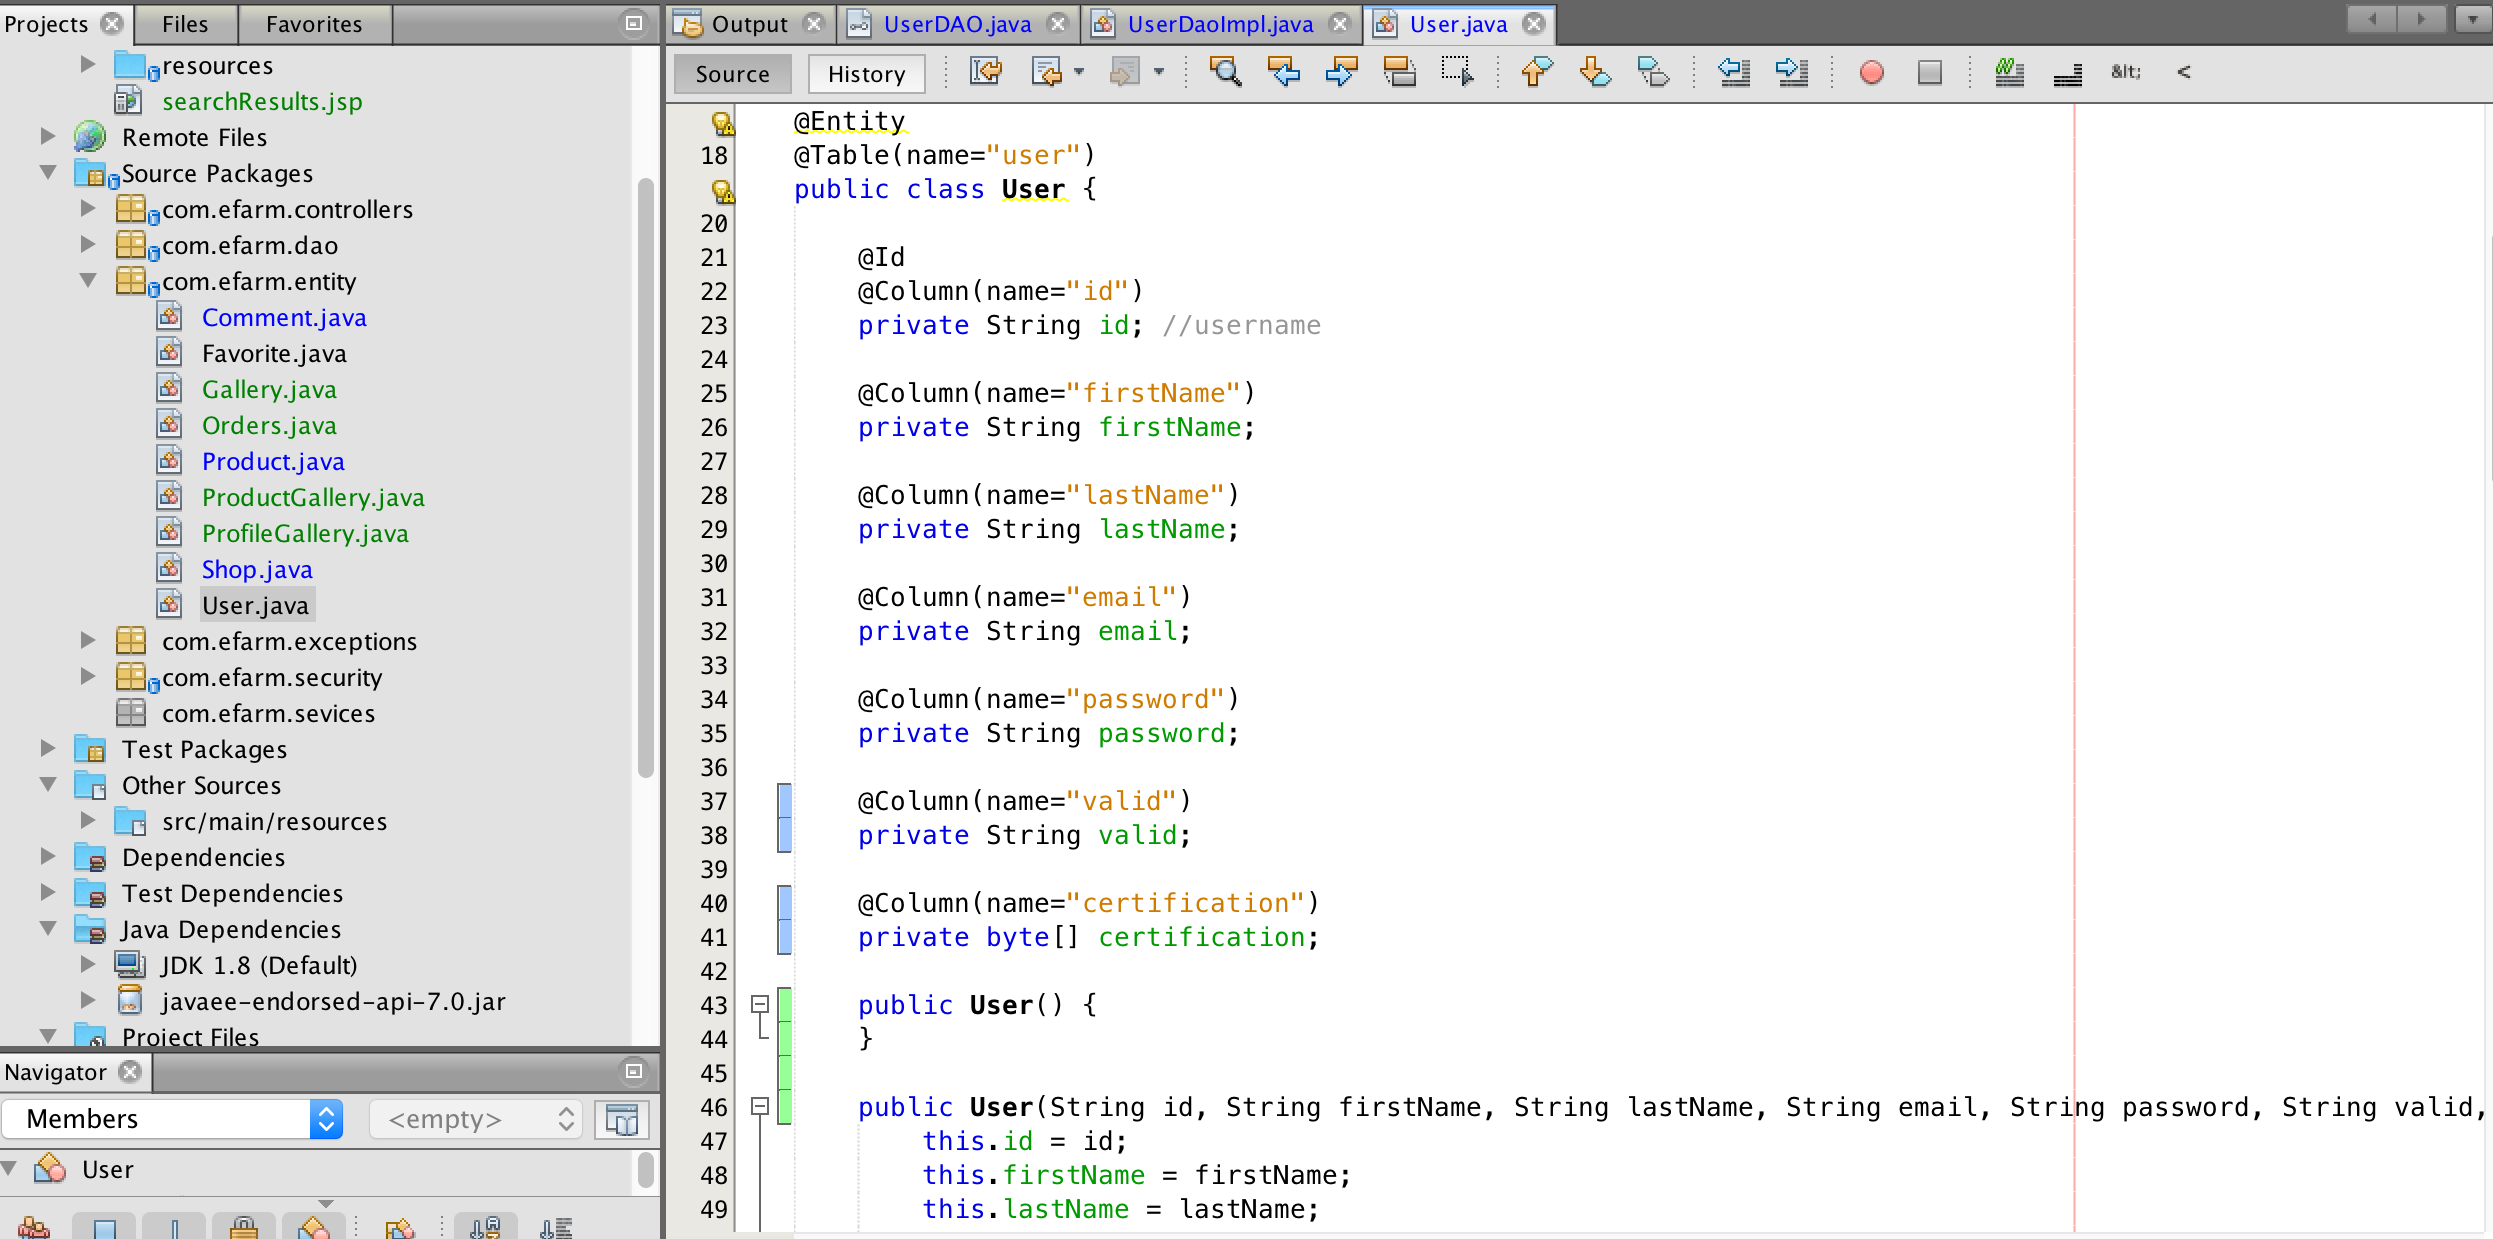 Projects Files Favorites
resources
searchResults.jsp
Remote Files
Source Packages
com.efarm.controllers
com.efarm.dao
com.efarm.entity
Comment.java
Favorite.java
Gallery.java
Orders.java
Product.java
ProductGallery.java
ProfileGallery.java
Shop.java
User.java
com.efarm.exceptions
com.efarm.security
com.efarm.sevices
Test Packages
Other Sources
src/main/resources
Dependencies
Test Dependencies
Java Dependencies
JDK 1.8 (Default)
javaee-endorsed-api-7.0.jar
Project Files
Navigator
Members <empty>
User
Output UserDAO.java UserDaoImpl.java User.java
Source History &lt; <
@Entity
18 @Table(name="user")
public class User {
20
21 @Id
22 @Column(name="id")
23 private String id; //username
24
25 @Column(name="firstName")
26 private String firstName;
27
28 @Column(name="lastName")
29 private String lastName;
30
31 @Column(name="email")
32 private String email;
33
34 @Column(name="password")
35 private String password;
36
37 @Column(name="valid")
38 private String valid;
39
40 @Column(name="certification")
41 private byte[] certification;
42
43 public User() {
44 }
45
46 public User(String id, String firstName, String lastName, String email, String password, String valid,
47 this.id = id;
48 this.firstName = firstName;
49 this.lastName = lastName;